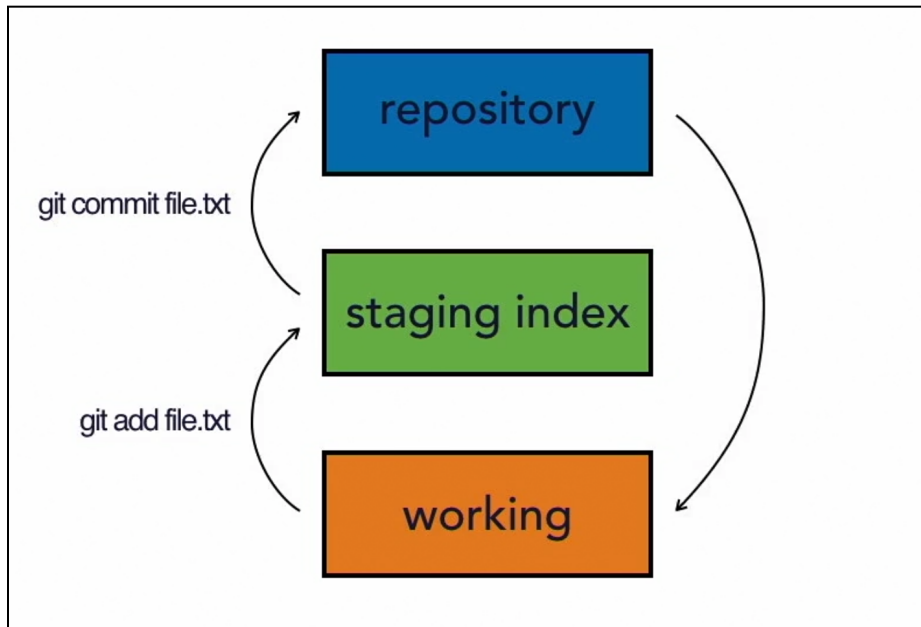 repository
git commit file.txt
staging index
git add file.txt
working